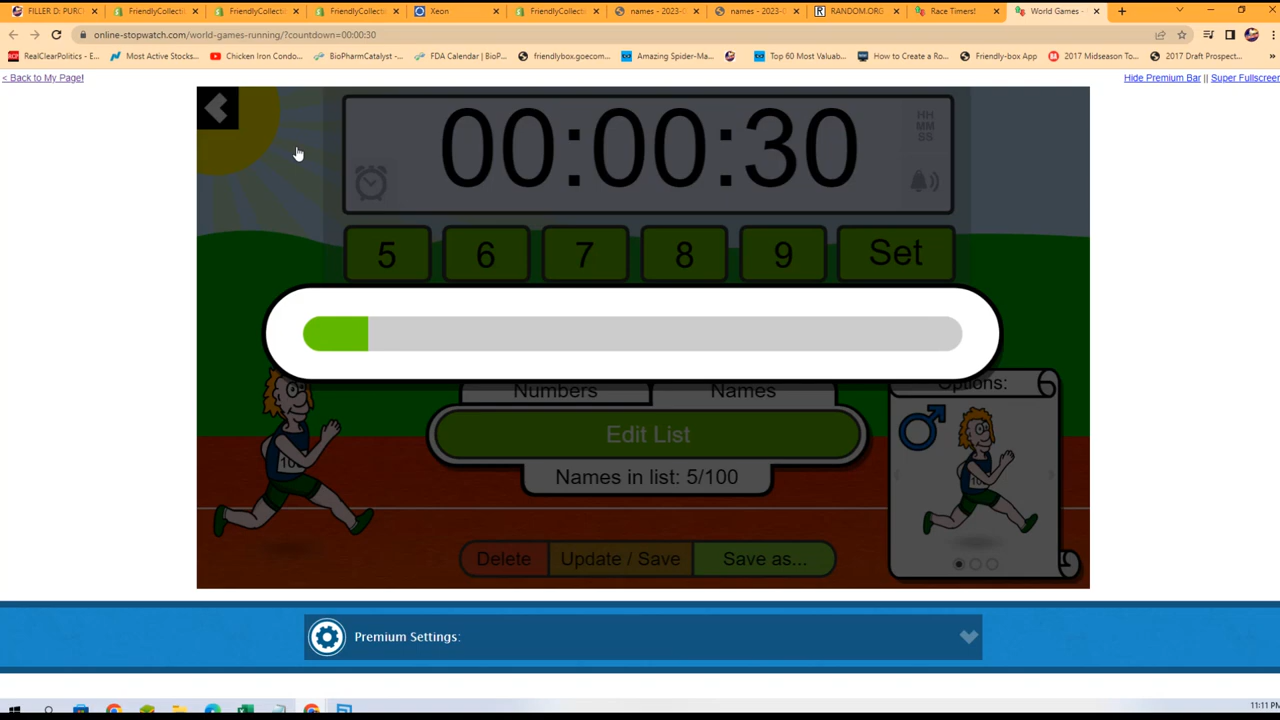 FILLER D: PURC
FriendlyCollecti
FriendlyCollecti
FriendlyCollecti
Xeon
FriendlyCollecti
names - 2023-0
names - 2023-0
RANDOM.ORG
Race Timers!
World Games -
online-stopwatch.com/world-games-running/?countdown=00:00:30
RealClearPolitics - E...
Most Active Stocks...
Chicken Iron Condo...
BioPharmCatalyst -...
FDA Calendar | BioP...
friendlybox.goecom...
Amazing Spider-Ma...
Top 60 Most Valuab...
How to Create a Ro...
Friendly-box App
2017 Midseason To...
2017 Draft Prospect...
< Back to My Page!
Hide Premium Bar || Super Fullscreen
00:00:30
HH
MM
SS
5 6 7 8 9 Set
Numbers Names
Options:
Edit List
Names in list: 5/100
Delete Update / Save Save as...
Premium Settings:
11:11 PM